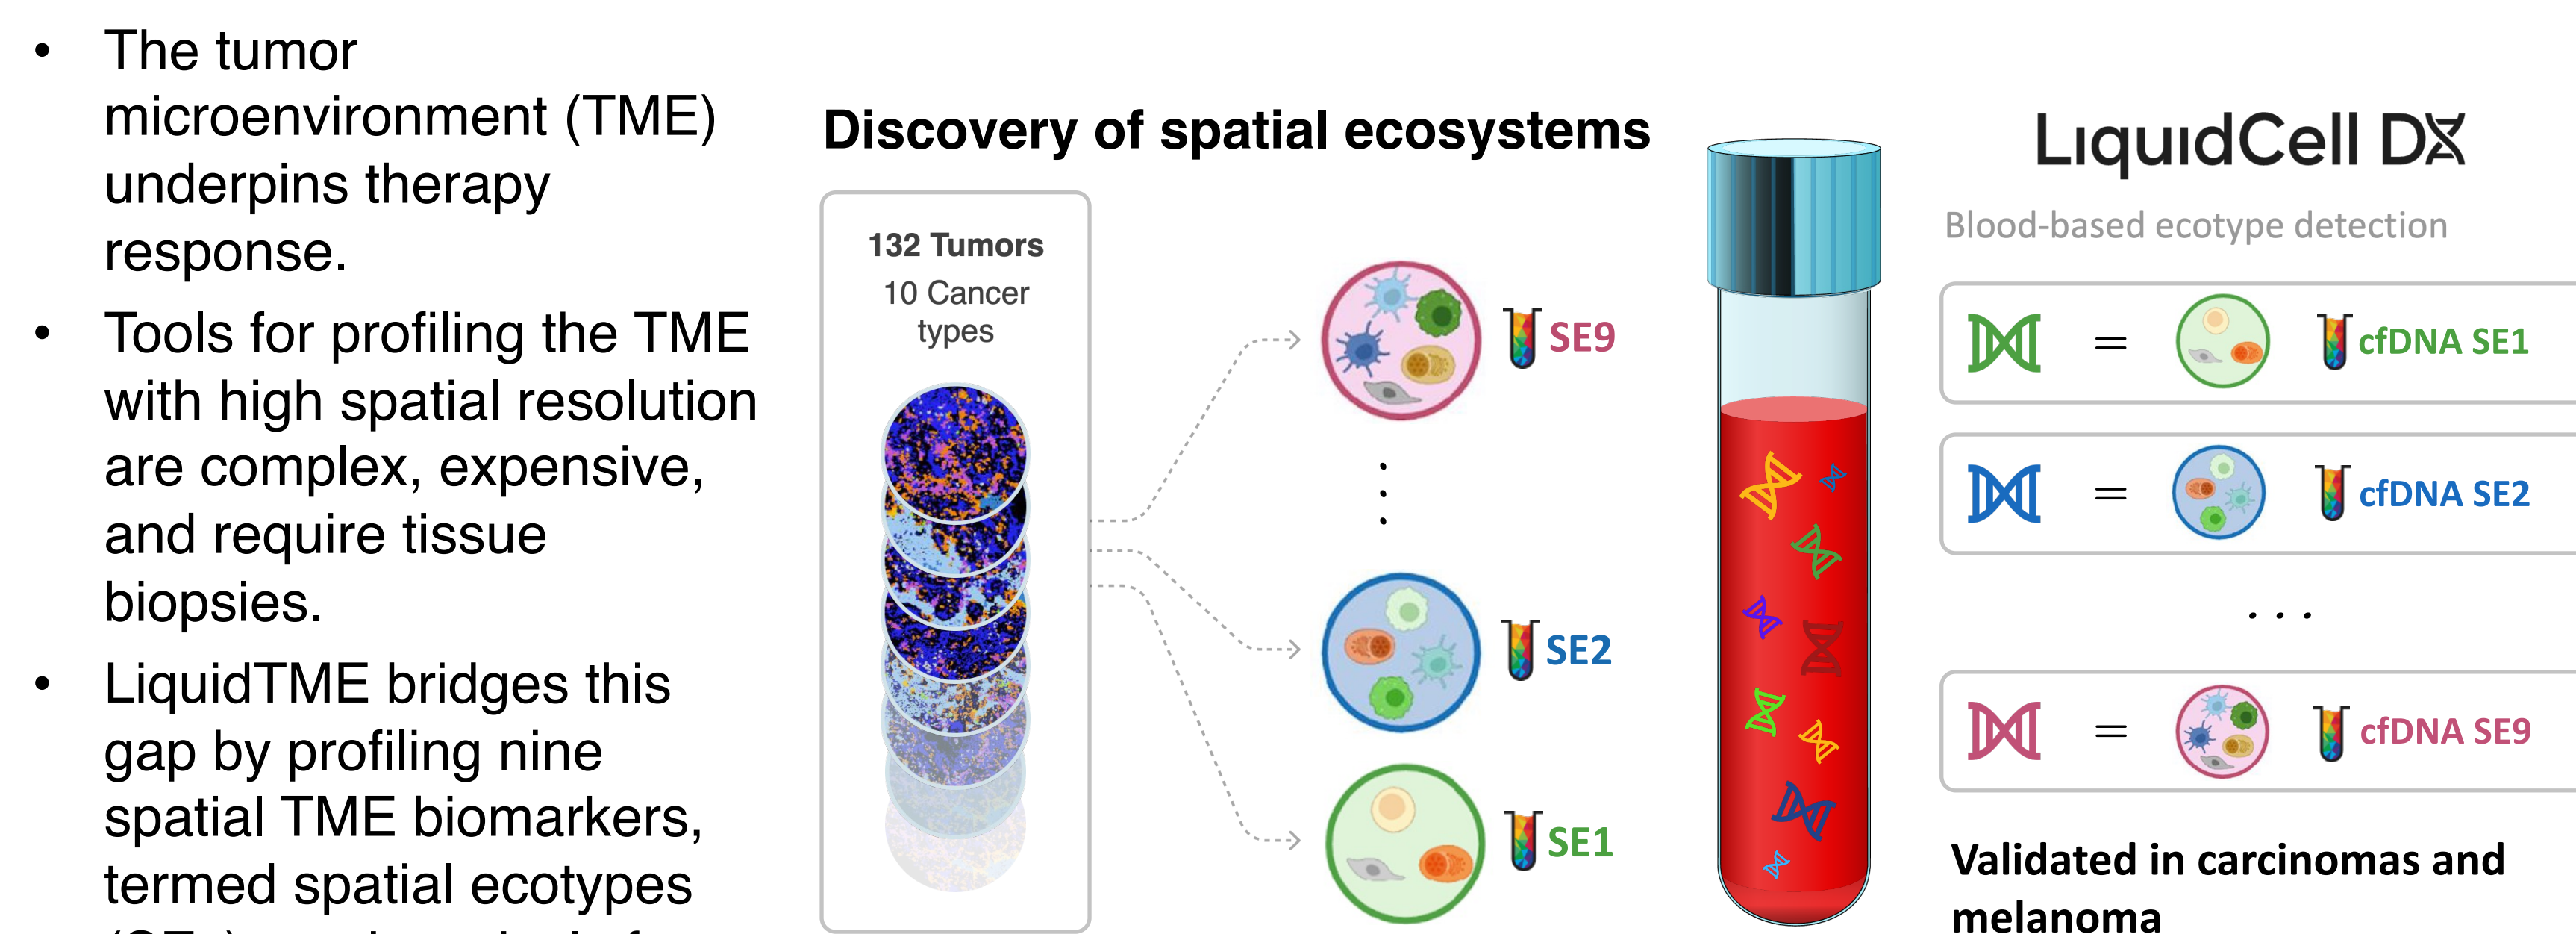 • The tumor
microenvironment (TME)
underpins therapy
response.
• Tools for profiling the TME
with high spatial resolution
are complex, expensive,
and require tissue
biopsies.
• LiquidTME bridges this
gap by profiling nine
spatial TME biomarkers,
termed spatial ecotypes
Discovery of spatial ecosystems
132 Tumors
10 Cancer
types
SE9
SE2
SE1
LiquidCell DX
Blood-based ecotype detection
= cfDNA SE1
= cfDNA SE2
...
= cfDNA SE9
Validated in carcinomas and
melanoma